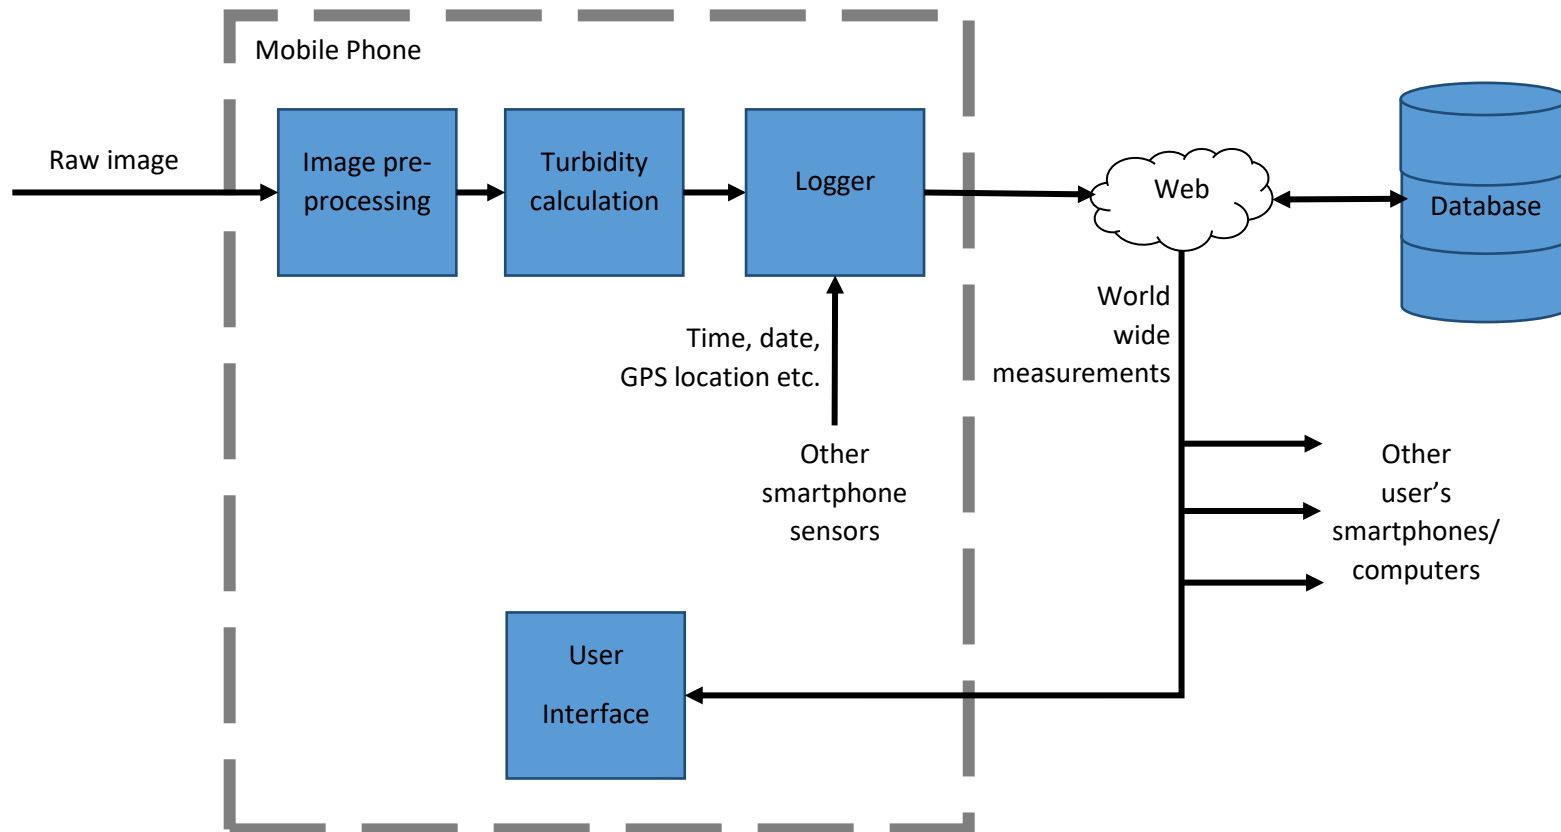 Mobile Phone
Raw image
Image pre-
processing
Turbidity
calculation
Logger
Web
Database
Time, date,
GPS location etc.
Other
smartphone
sensors
World
wide
measurements
Other
user’s
smartphones/
computers
User
Interface